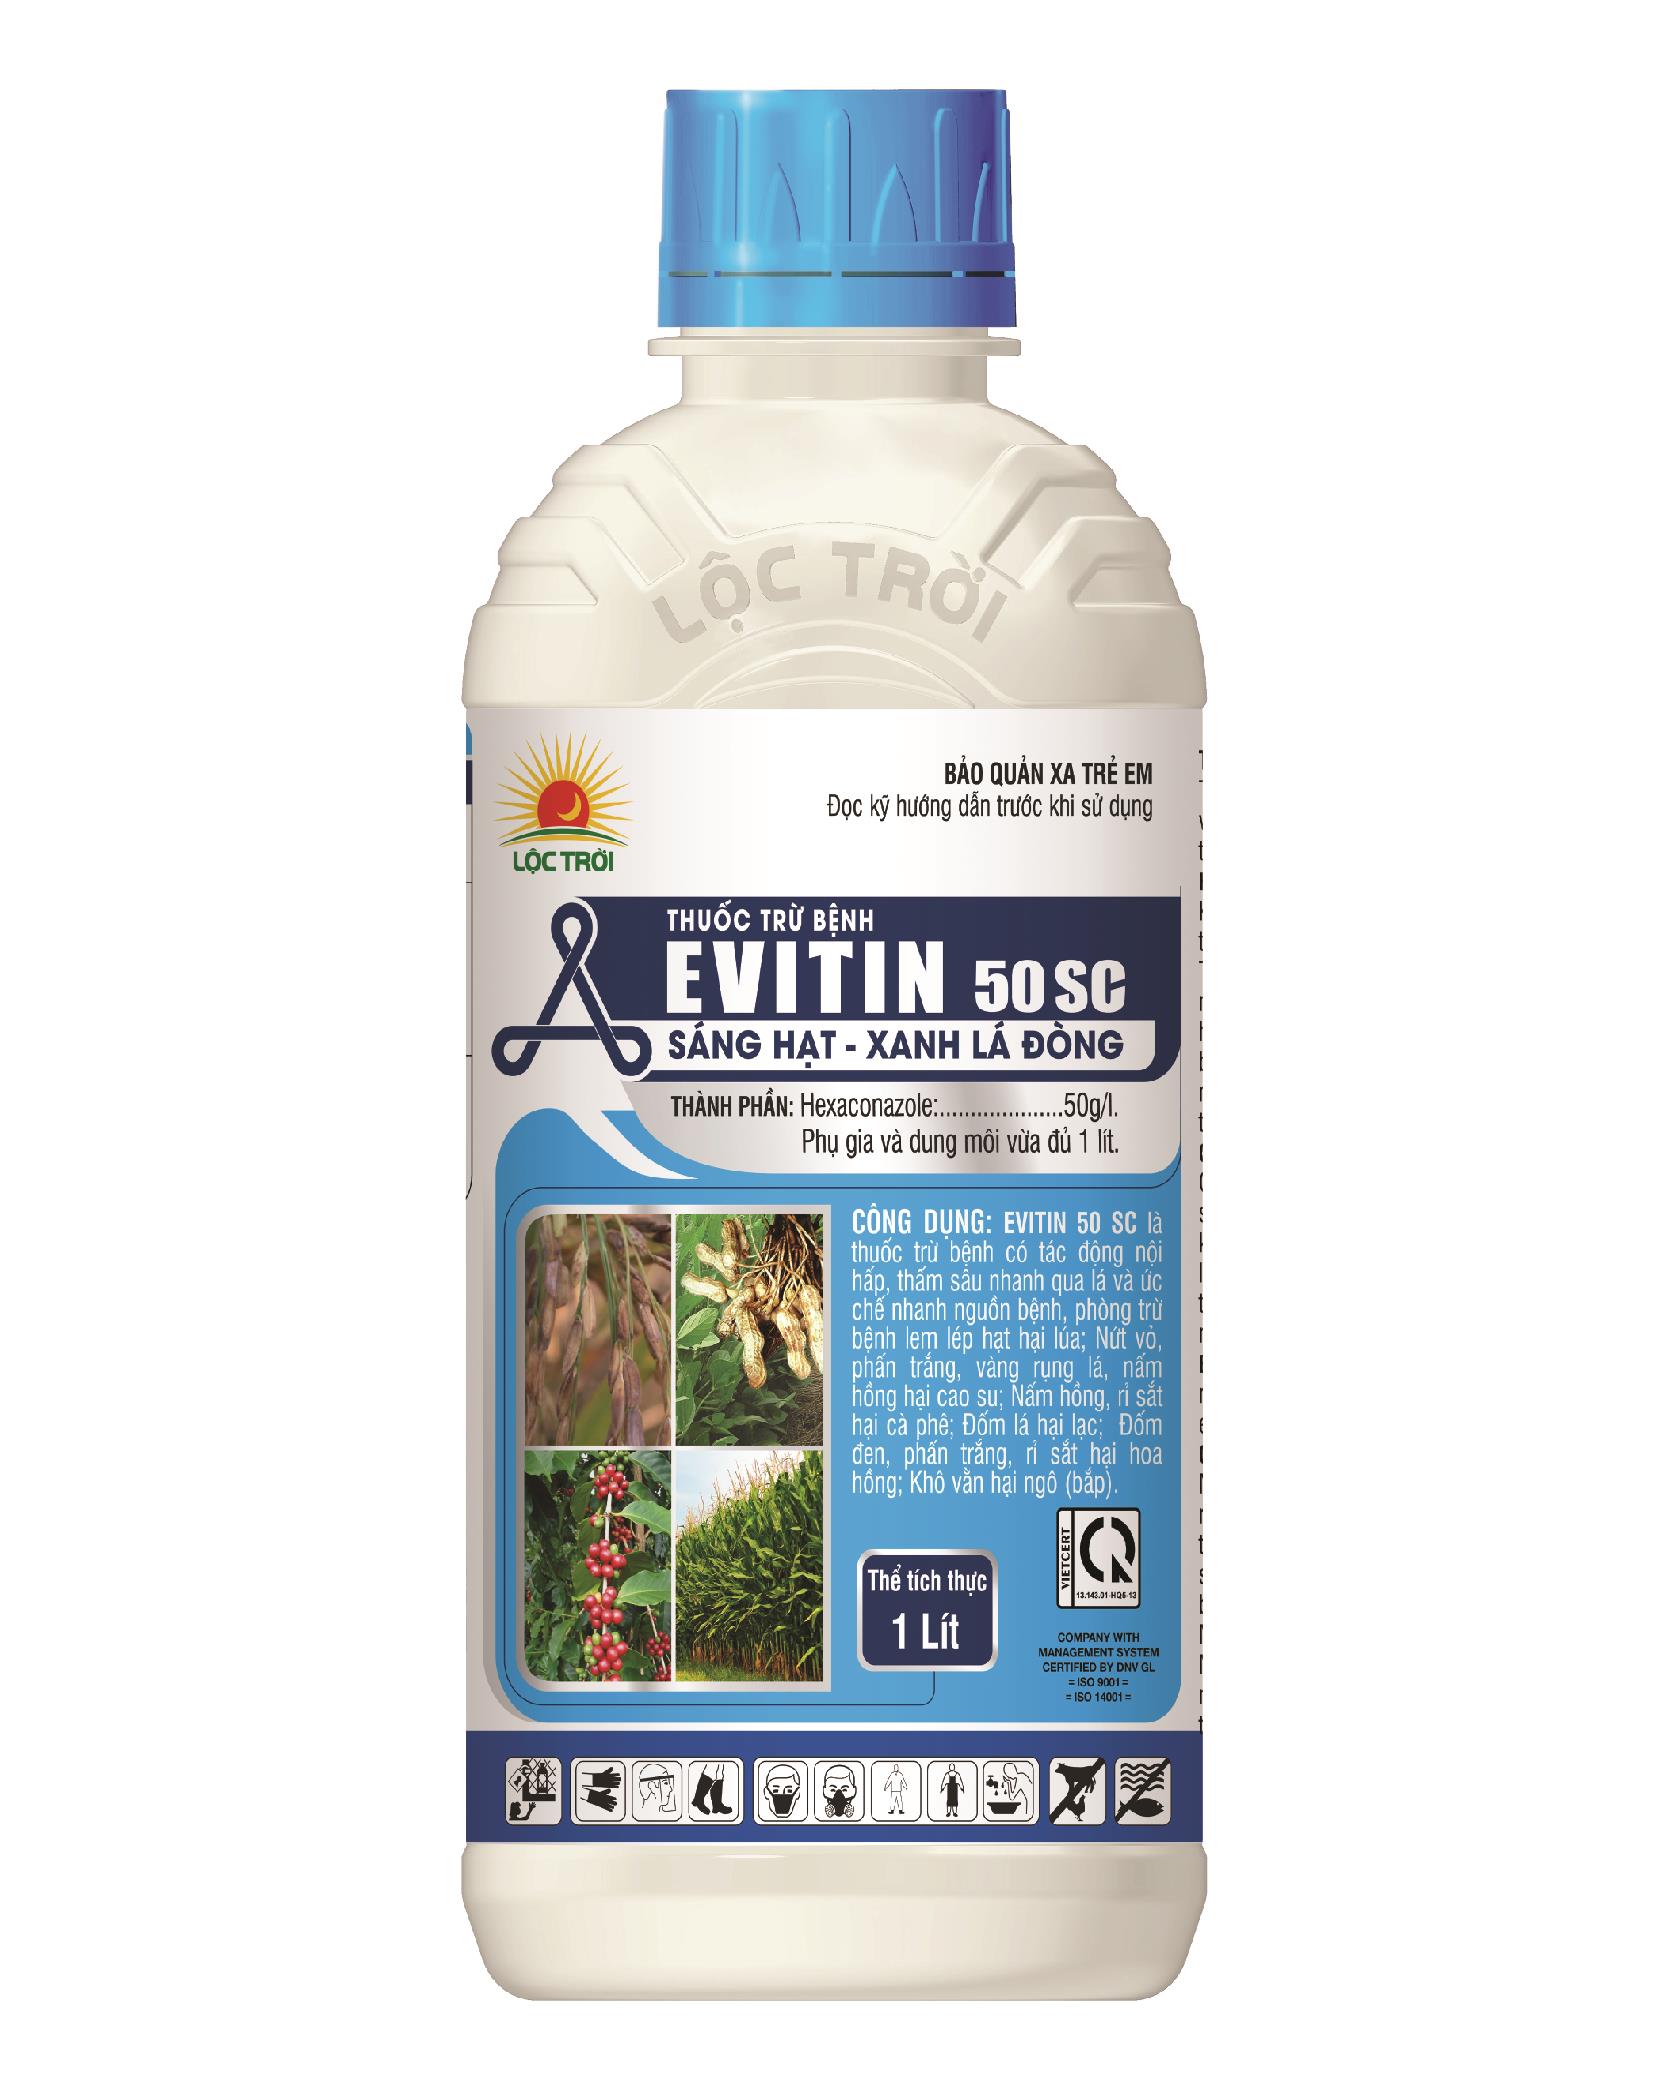 LỘC TRỜI
LỘC TRỜI
BẢO QUẢN XA TRẺ EM
Đọc kỹ hướng dẫn trước khi sử dụng
THUỐC TRỪ BỆNH
EVITIN 50 SC
SÁNG HẠT - XANH LÁ ĐÒNG
THÀNH PHẦN: Hexaconazole:....................50g/l.
Phụ gia và dung môi vừa đủ 1 lít.
CÔNG DỤNG: EVITIN 50 SC là
thuốc trừ bệnh có tác động nội
hấp, thấm sâu nhanh qua lá và ức
chế nhanh nguồn bệnh, phòng trừ
bệnh lem lép hạt hại lúa; Nứt vỏ,
phấn trắng, vàng rụng lá, nấm
hồng hại cao su; Nấm hồng, rỉ sắt
hại cà phê; Đốm lá hại lạc; Đốm
đen, phấn trắng, rỉ sắt hại hoa
hồng; Khô vằn hại ngô (bắp).
Thể tích thực
1 Lít
VIETCERT
13.143.01-HQ5-13
COMPANY WITH
MANAGEMENT SYSTEM
CERTIFIED BY DNV GL
= ISO 9001 =
= ISO 14001 =